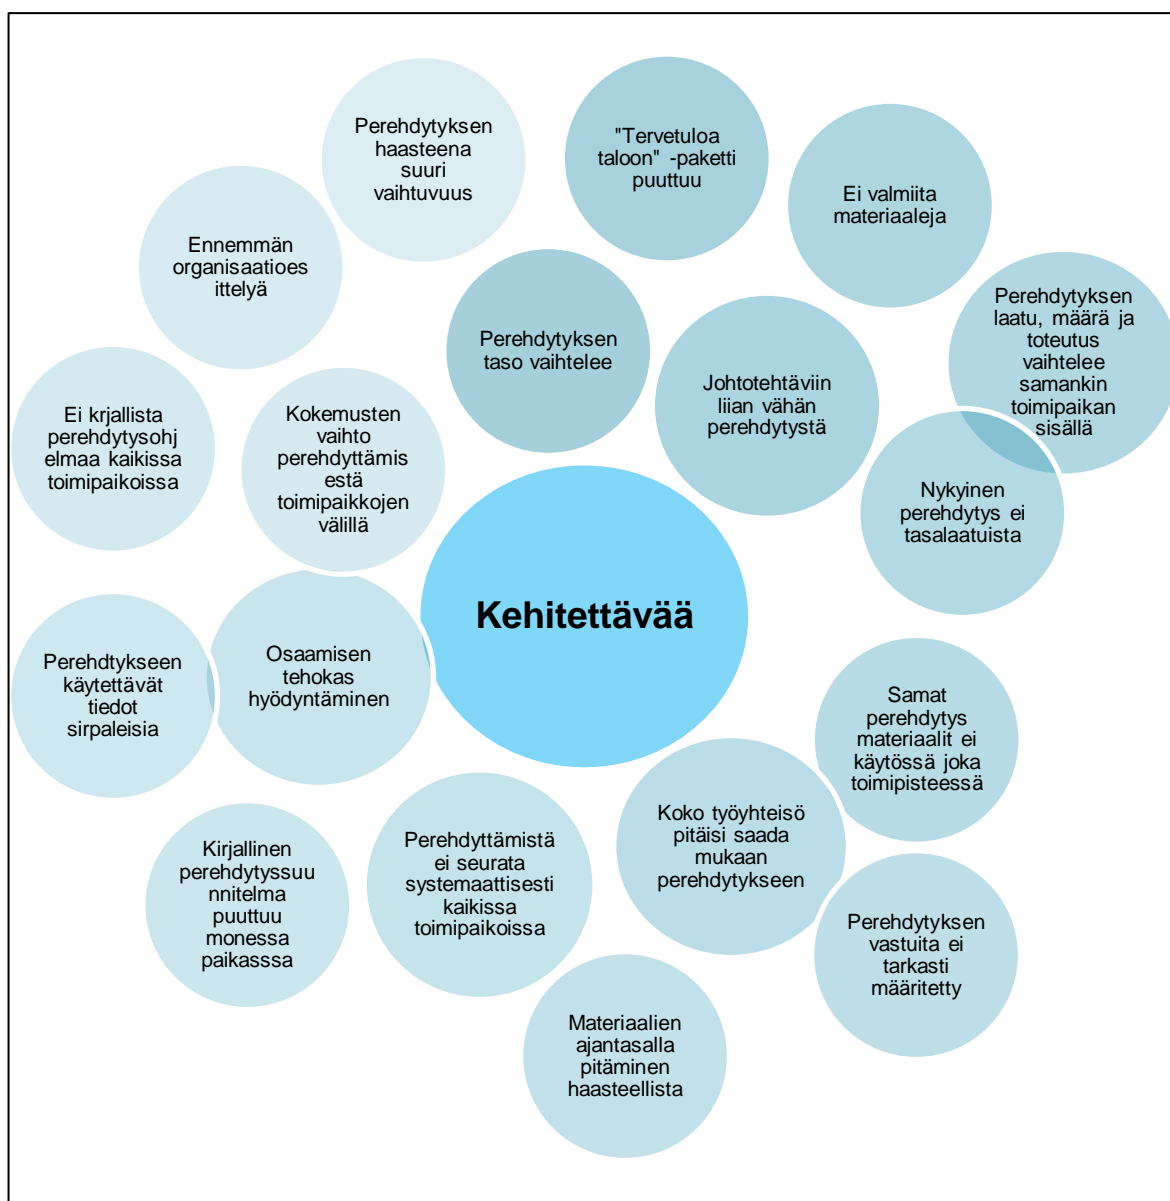 Perehdytyksen
haasteena
suuri
vaihtuvuus
"Tervetuloa
taloon" -paketti
puuttuu
Ei valmiita
materiaaleja
Ennemmän
organisaatioes
ittelyä
Perehdytyksen
taso vaihtelee
Johtotehtäviin
liian vähän
perehdytystä
Perehdytyksen
laatu, määrä ja
toteutus
vaihtelee
samankin
toimipaikan
sisällä
Ei krjallista
perehdytysohj
elmaa kaikissa
toimipaikoissa
Kokemusten
vaihto
perehdyttämis
estä
toimipaikkojen
välillä
Nykyinen
perehdytys ei
tasalaatuista
Kehitettävää
Perehdtykseen
käytettävät
tiedot
sirpaleisia
Osaamisen
tehokas
hyödyntäminen
Samat
perehdytys
materiaalit ei
käytössä joka
toimipisteessä
Kirjallinen
perehdytyssuu
nnitelma
puuttuu
monessa
paikasssa
Perehdyttämistä
ei seurata
systemaattisesti
kaikissa
toimipaikoissa
Koko työyhteisö
pitäisi saada
mukaan
perehdytykseen
Perehdytyksen
vastuita ei
tarkasti
määritetty
Materiaalien
ajantasalla
pitäminen
haasteellista